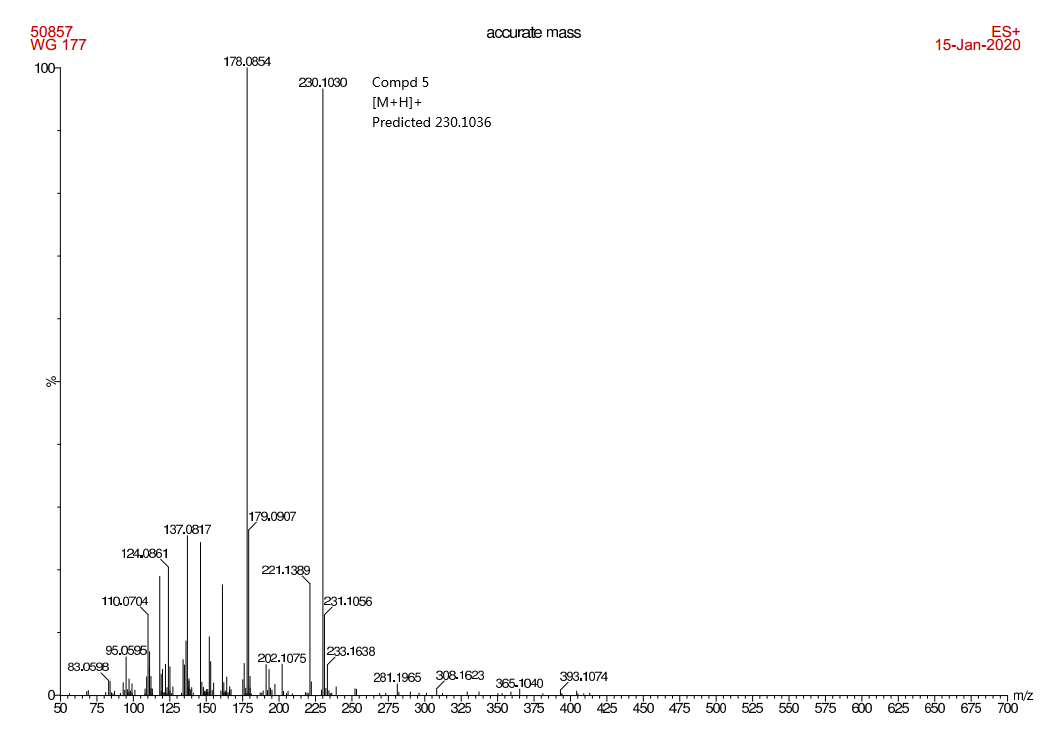 50857
WG 177
accurate mass
ES+
15-Jan-2020
100
178.0854
230.1030
Compd 5
[M+H]+
Predicted 230.1036
%
179.0907
137.0817
124.0861
221.1389
110.0704
231.1056
95.0595
202.1075
233.1638
83.0598
281.1965
308.1623
365.1040
393.1074
0
50 75 100 125 150 175 200 225 250 275 300 325 350 375 400 425 450 475 500 525 550 575 600 625 650 675 700 m/z